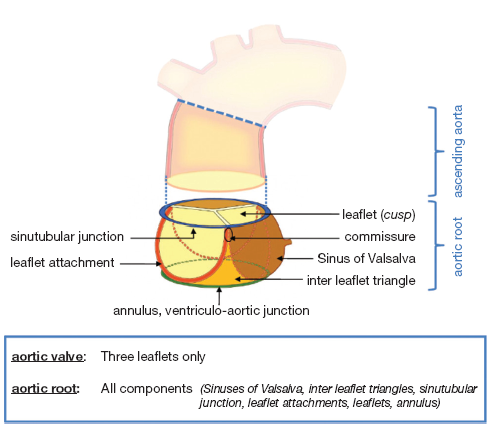 ascending aorta
aortic root
leaflet (cusp)
sinutubular junction
commissure
leaflet attachment
Sinus of Valsalva
inter leaflet triangle
annulus, ventriculo-aortic junction
aortic valve: Three leaflets only
aortic root: All components (Sinuses of Valsalva, inter leaflet triangles, sinutubular
junction, leaflet attachments, leaflets, annulus)